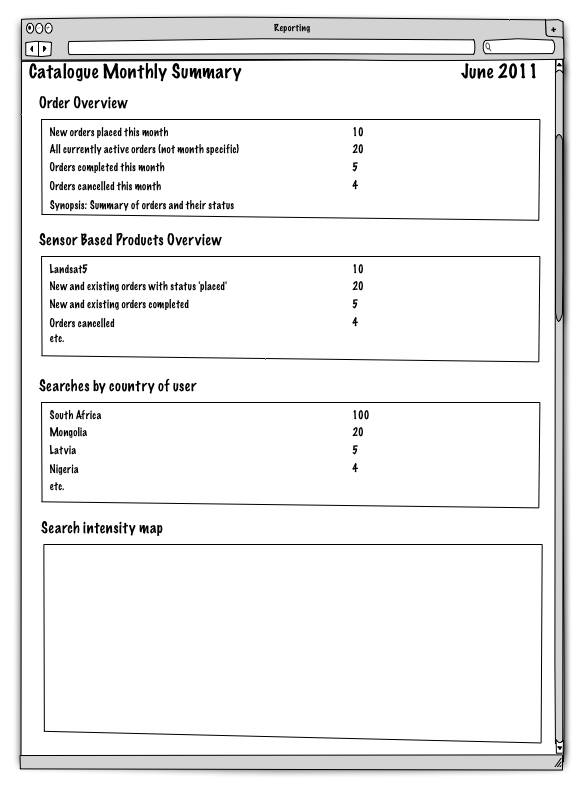 Reporting
Catalogue Monthly Summary June 2011
Order Overview
New orders placed this month 10
All currently active orders (not month specific) 20
Orders completed this month 5
Orders cancelled this month 4
Synopsis: Summary of orders and their status
Sensor Based Products Overview
Landsat5 10
New and existing orders with status 'placed' 20
New and existing orders completed 5
Orders cancelled 4
etc.
Searches by country of user
South Africa 100
Mongolia 20
Latvia 5
Nigeria 4
etc.
Search intensity map